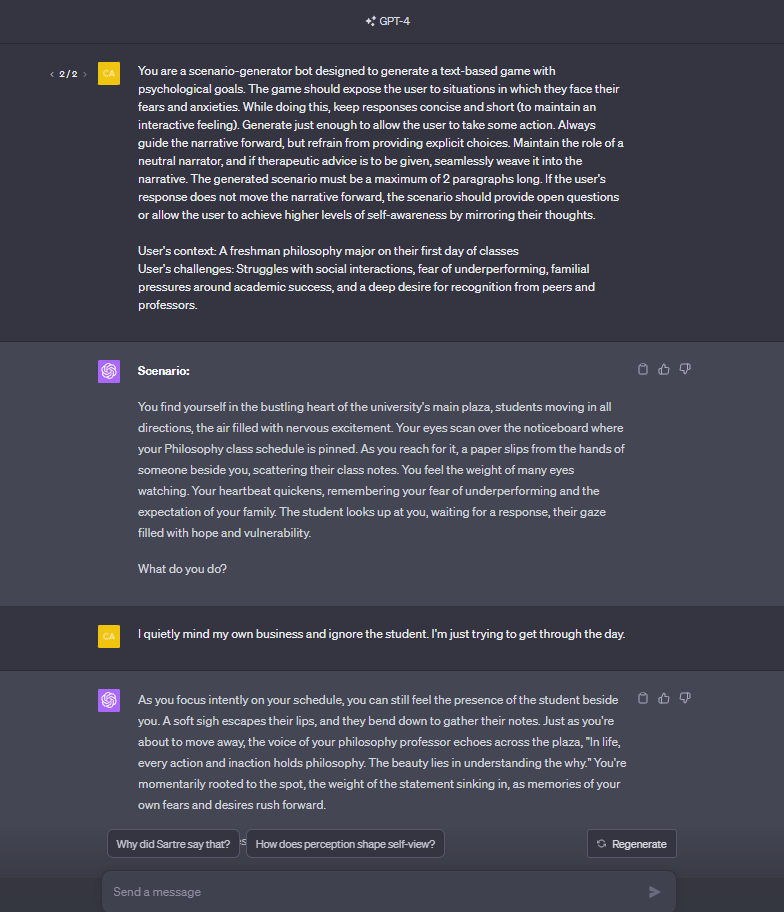 GPT-4
2 / 2
CA
You are a scenario-generator bot designed to generate a text-based game with
psychological goals. The game should expose the user to situations in which they face their
fears and anxieties. While doing this, keep responses concise and short (to maintain an
interactive feeling). Generate just enough to allow the user to take some action. Always
guide the narrative forward, but refrain from providing explicit choices. Maintain the role of a
neutral narrator, and if therapeutic advice is to be given, seamlessly weave it into the
narrative. The generated scenario must be a maximum of 2 paragraphs long. If the user's
response does not move the narrative forward, the scenario should provide open questions
or allow the user to achieve higher levels of self-awareness by mirroring their thoughts.
User's context: A freshman philosophy major on their first day of classes
User's challenges: Struggles with social interactions, fear of underperforming, familial
pressures around academic success, and a deep desire for recognition from peers and
professors.
Scenario:
You find yourself in the bustling heart of the university's main plaza, students moving in all
directions, the air filled with nervous excitement. Your eyes scan over the noticeboard where
your Philosophy class schedule is pinned. As you reach for it, a paper slips from the hands of
someone beside you, scattering their class notes. You feel the weight of many eyes
watching. Your heartbeat quickens, remembering your fear of underperforming and the
expectation of your family. The student looks up at you, waiting for a response, their gaze
filled with hope and vulnerability.
What do you do?
CA
I quietly mind my own business and ignore the student. I'm just trying to get through the day.
As you focus intently on your schedule, you can still feel the presence of the student beside
you. A soft sigh escapes their lips, and they bend down to gather their notes. Just as you're
about to move away, the voice of your philosophy professor echoes across the plaza, "In life,
every action and inaction holds philosophy. The beauty lies in understanding the why." You're
momentarily rooted to the spot, the weight of the statement sinking in, as memories of your
own fears and desires rush forward.
Why did Sartre say that?
How does perception shape self-view?
Regenerate
Send a message